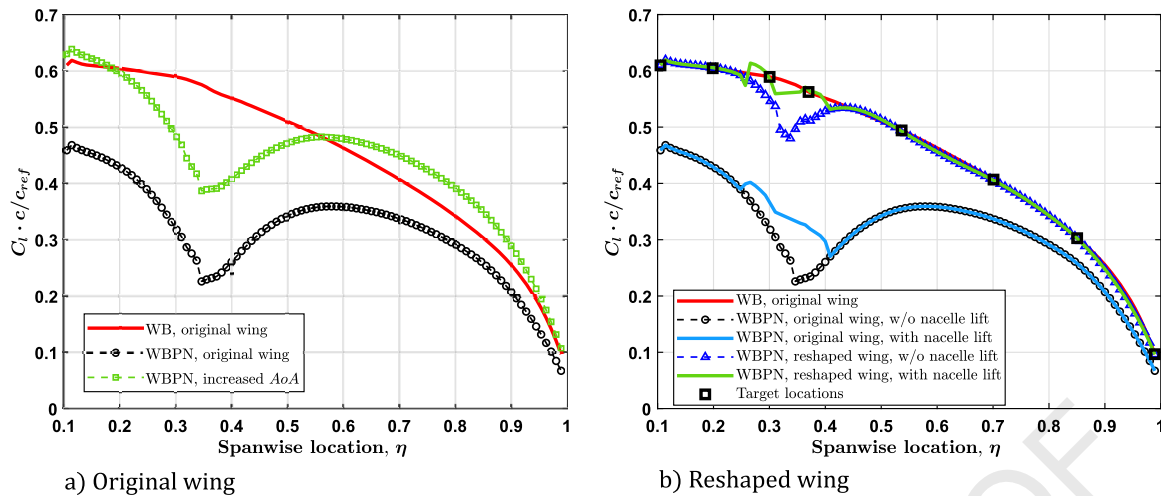 0.7
0.6
0.5
0.4
0.3
0.2
0.1
0
C_l · c/c_ref
WB, original wing
WBPN, original wing
WBPN, increased AoA
0.1 0.2 0.3 0.4 0.5 0.6 0.7 0.8 0.9 1
Spanwise location, η
a) Original wing
0.7
0.6
0.5
0.4
0.3
0.2
0.1
0
C_l · c/c_ref
WB, original wing
WBPN, original wing, w/o nacelle lift
WBPN, original wing, with nacelle lift
WBPN, reshaped wing, w/o nacelle lift
WBPN, reshaped wing, with nacelle lift
Target locations
0.1 0.2 0.3 0.4 0.5 0.6 0.7 0.8 0.9 1
Spanwise location, η
b) Reshaped wing